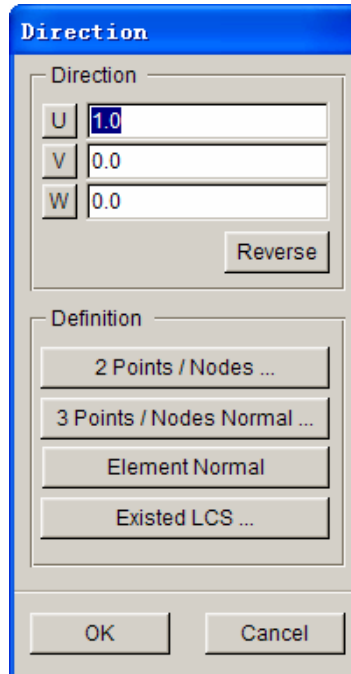 Direction
Direction
U 1.0
V 0.0
W 0.0
Reverse
Definition
2 Points / Nodes ...
3 Points / Nodes Normal ...
Element Normal
Existed LCS ...
OK Cancel